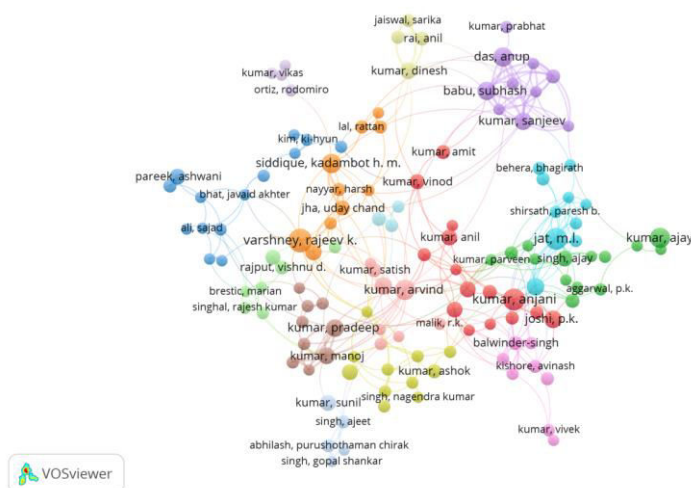 jaiswal, sarika
rai, anil
kumar, prabhat
kumar, dinesh
das, anup
kumar, vikas
ortiz, rodomiro
babu, subhash
kumar, sanjeev
lal, rattan
kim, ki-hyun
kumar, amit
siddique, kadambot h. m.
behera, bhagirath
pareek, ashwani
nayyar, harsh
kumar, vinod
bhat, javaid akhter
jha, uday chand
shirsath, paresh b.
ali, sajad
varshney, rajeev k.
kumar, anil
jat, m.l.
kumar, ajay
rajput, vishnu d.
kumar, satish
kumar, parveen
singh, ajay
brestic, marian
kumar, arvind
aggarwal, p.k.
singhal, rajesh kumar
kumar, anjani
kumar, pradeep
malik, r.k.
joshi, p.k.
balwinder-singh
kumar, manoj
kumar, ashok
kishore, avinash
singh, nagendra kumar
kumar, sunil
singh, ajeet
kumar, vivek
abhilash, purushothaman chirak
singh, gopal shankar
VOSviewer